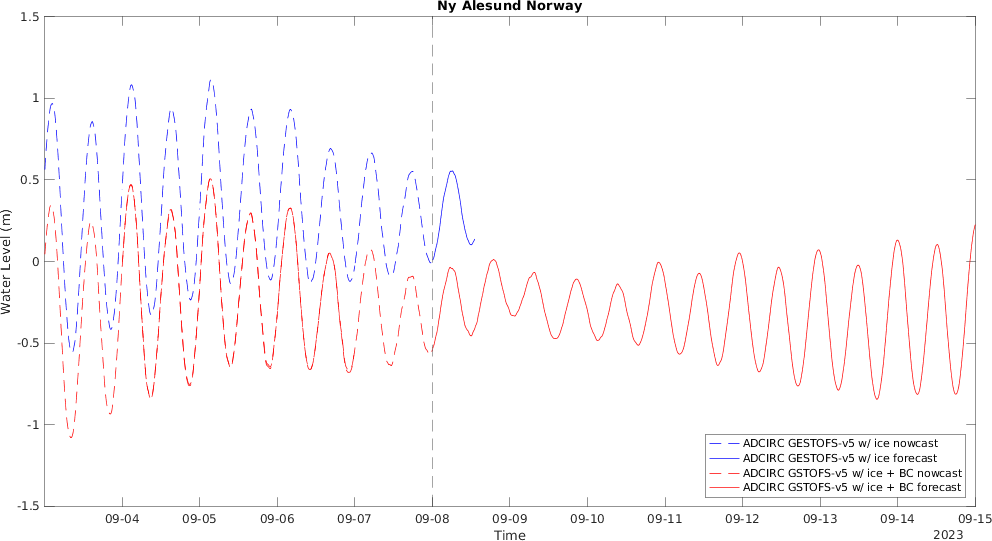 Ny Alesund Norway
1.5
1
0.5
0
-0.5
-1
-1.5
Water Level (m)
09-04 09-05 09-06 09-07 09-08 09-09 09-10 09-11 09-12 09-13 09-14 09-15
Time
2023
ADCIRC GESTOFS-v5 w/ ice nowcast
ADCIRC GESTOFS-v5 w/ ice forecast
ADCIRC GSTOFS-v5 w/ ice + BC nowcast
ADCIRC GSTOFS-v5 w/ ice + BC forecast